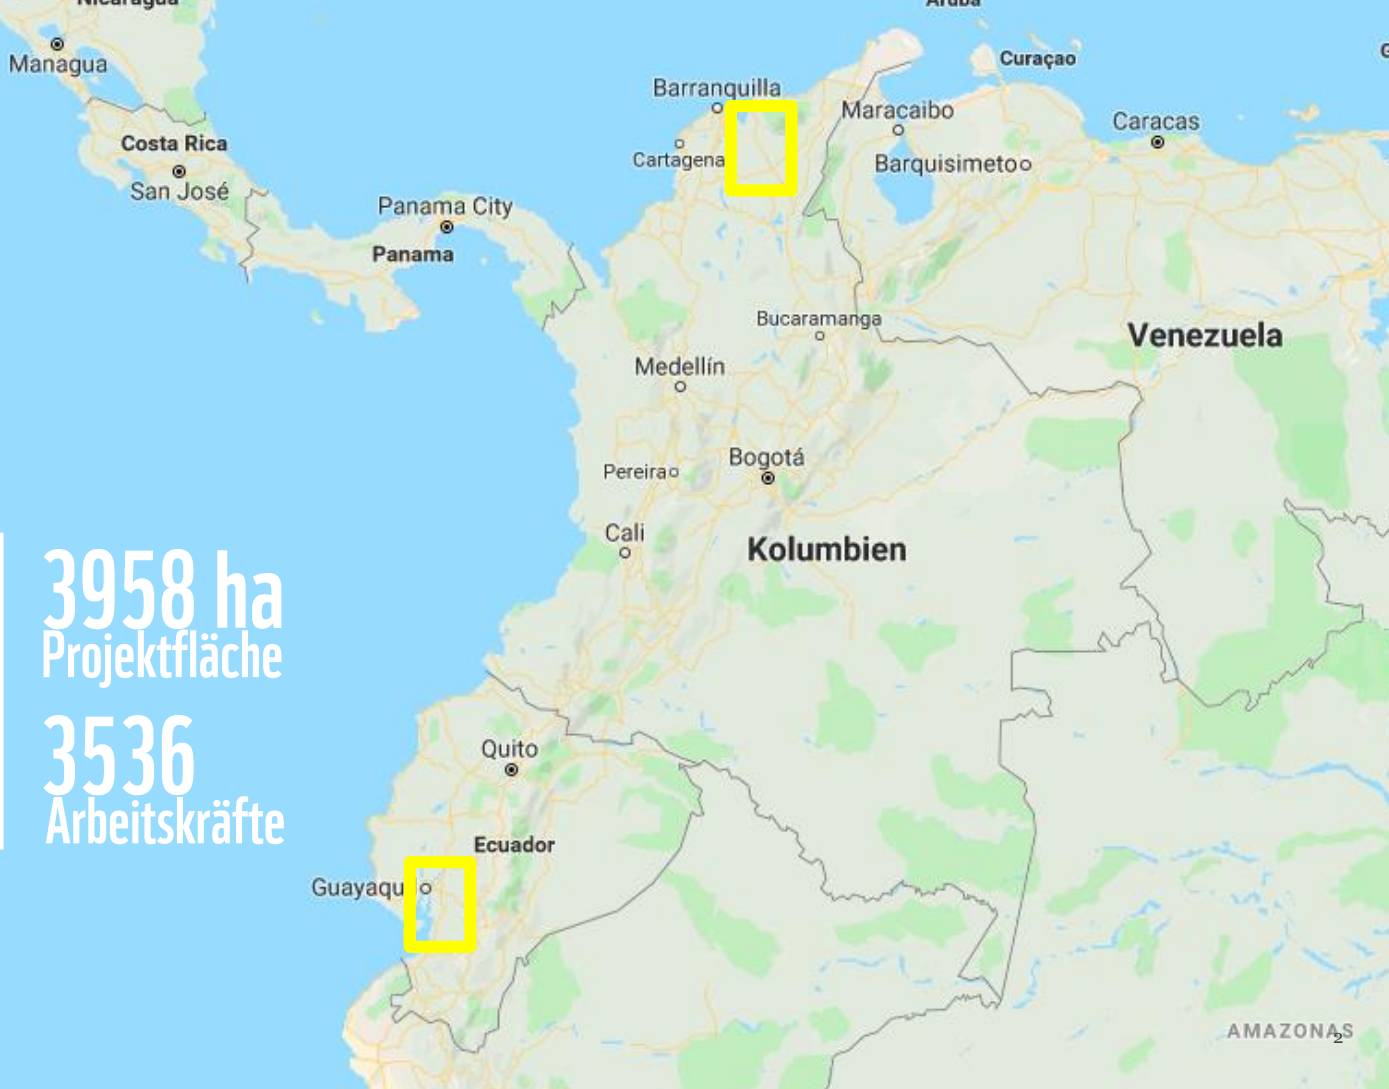 Nicaragua
Aruba
Managua
Curaçao
Barranquilla
Maracaibo
Caracas
Costa Rica
Cartagena
Barquisimeto
San José
Panama City
Panama
Bucaramanga
Venezuela
Medellín
Bogotá
Pereira
Cali
Kolumbien
3958 ha
Projektfläche
3536
Arbeitskräfte
Quito
Ecuador
Guayaqu
AMAZONAS
2